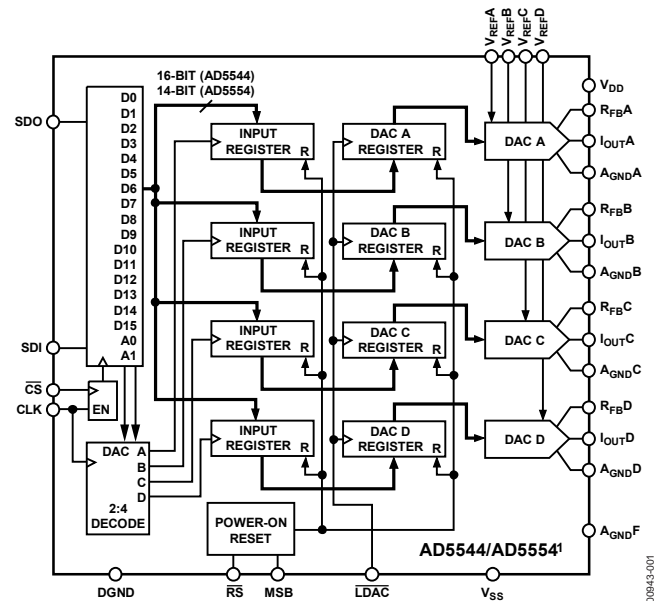 VREFA VREFB VREFC VREFD
16-BIT (AD5544)
14-BIT (AD5554)
D0
D1
D2
D3
D4
D5
D6
D7
D8
D9
D10
D11
D12
D13
D14
D15
A0
A1
SDO
SDI
CS
CLK
EN
DAC A
B
C
D
2:4
DECODE
INPUT
REGISTER R
DAC A
REGISTER R
DAC A
INPUT
REGISTER R
DAC B
REGISTER R
DAC B
INPUT
REGISTER R
DAC C
REGISTER R
DAC C
INPUT
REGISTER R
DAC D
REGISTER R
DAC D
VDD
RFBA
IOUTA
AGNDA
RFBB
IOUTB
AGNDB
RFBC
IOUTC
AGNDC
RFBD
IOUTD
AGNDD
AGNDF
POWER-ON
RESET
AD5544/AD5554¹
DGND
RS
MSB
LDAC
VSS
00943-001